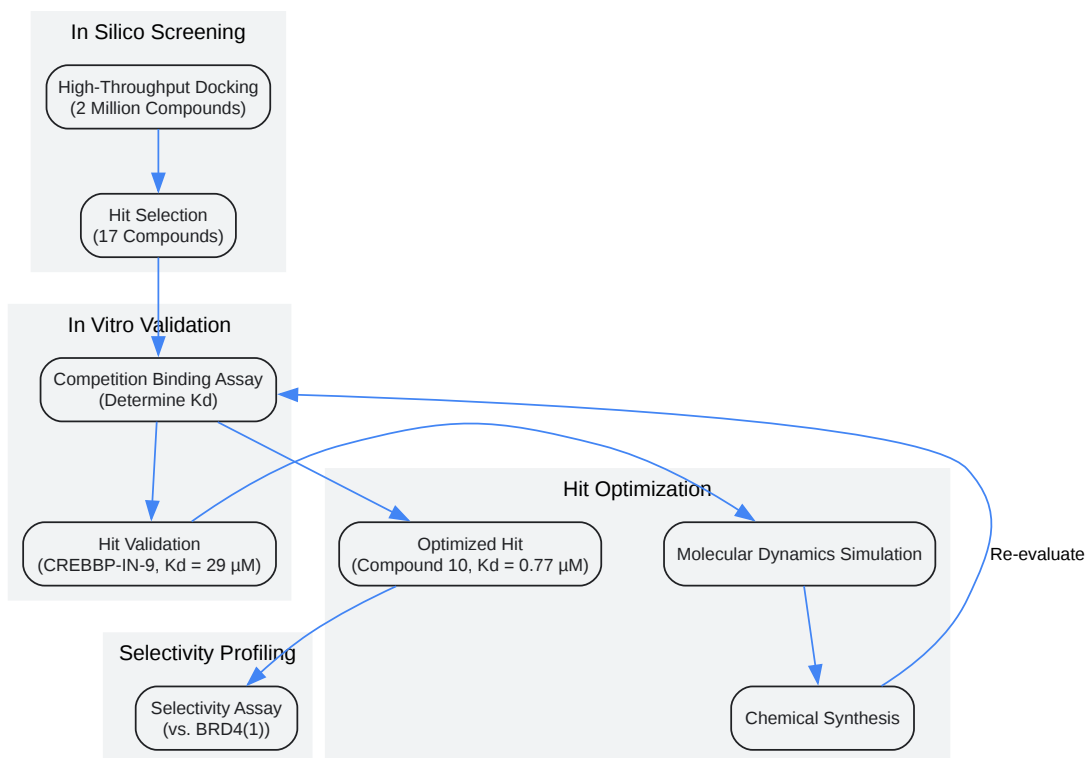 In Silico Screening
High-Throughput Docking
(2 Million Compounds)
Hit Selection
(17 Compounds)
In Vitro Validation
Competition Binding Assay
(Determine Kd)
Hit Validation
(CREBBP-IN-9, Kd = 29 µM)
Hit Optimization
Optimized Hit
(Compound 10, Kd = 0.77 µM)
Molecular Dynamics Simulation
Re-evaluate
Chemical Synthesis
Selectivity Profiling
Selectivity Assay
(vs. BRD4(1))